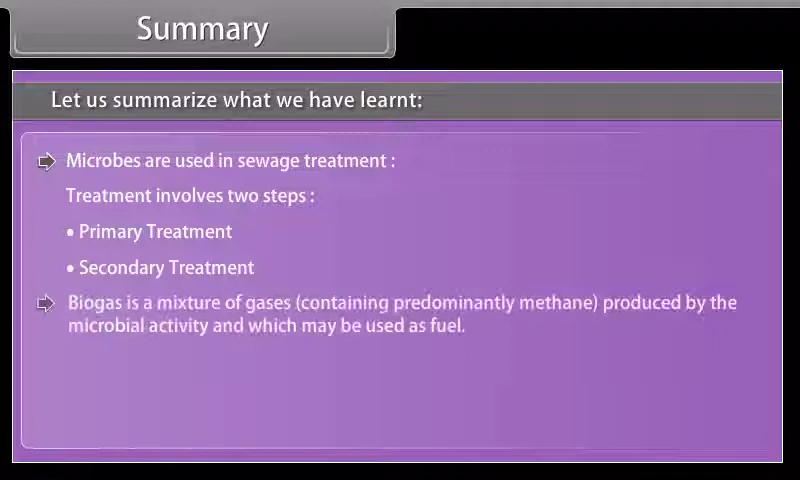 Summary
Let us summarize what we have learnt:
Microbes are used in sewage treatment :
Treatment involves two steps :
• Primary Treatment
• Secondary Treatment
Biogas is a mixture of gases (containing predominantly methane) produced by the
microbial activity and which may be used as fuel.